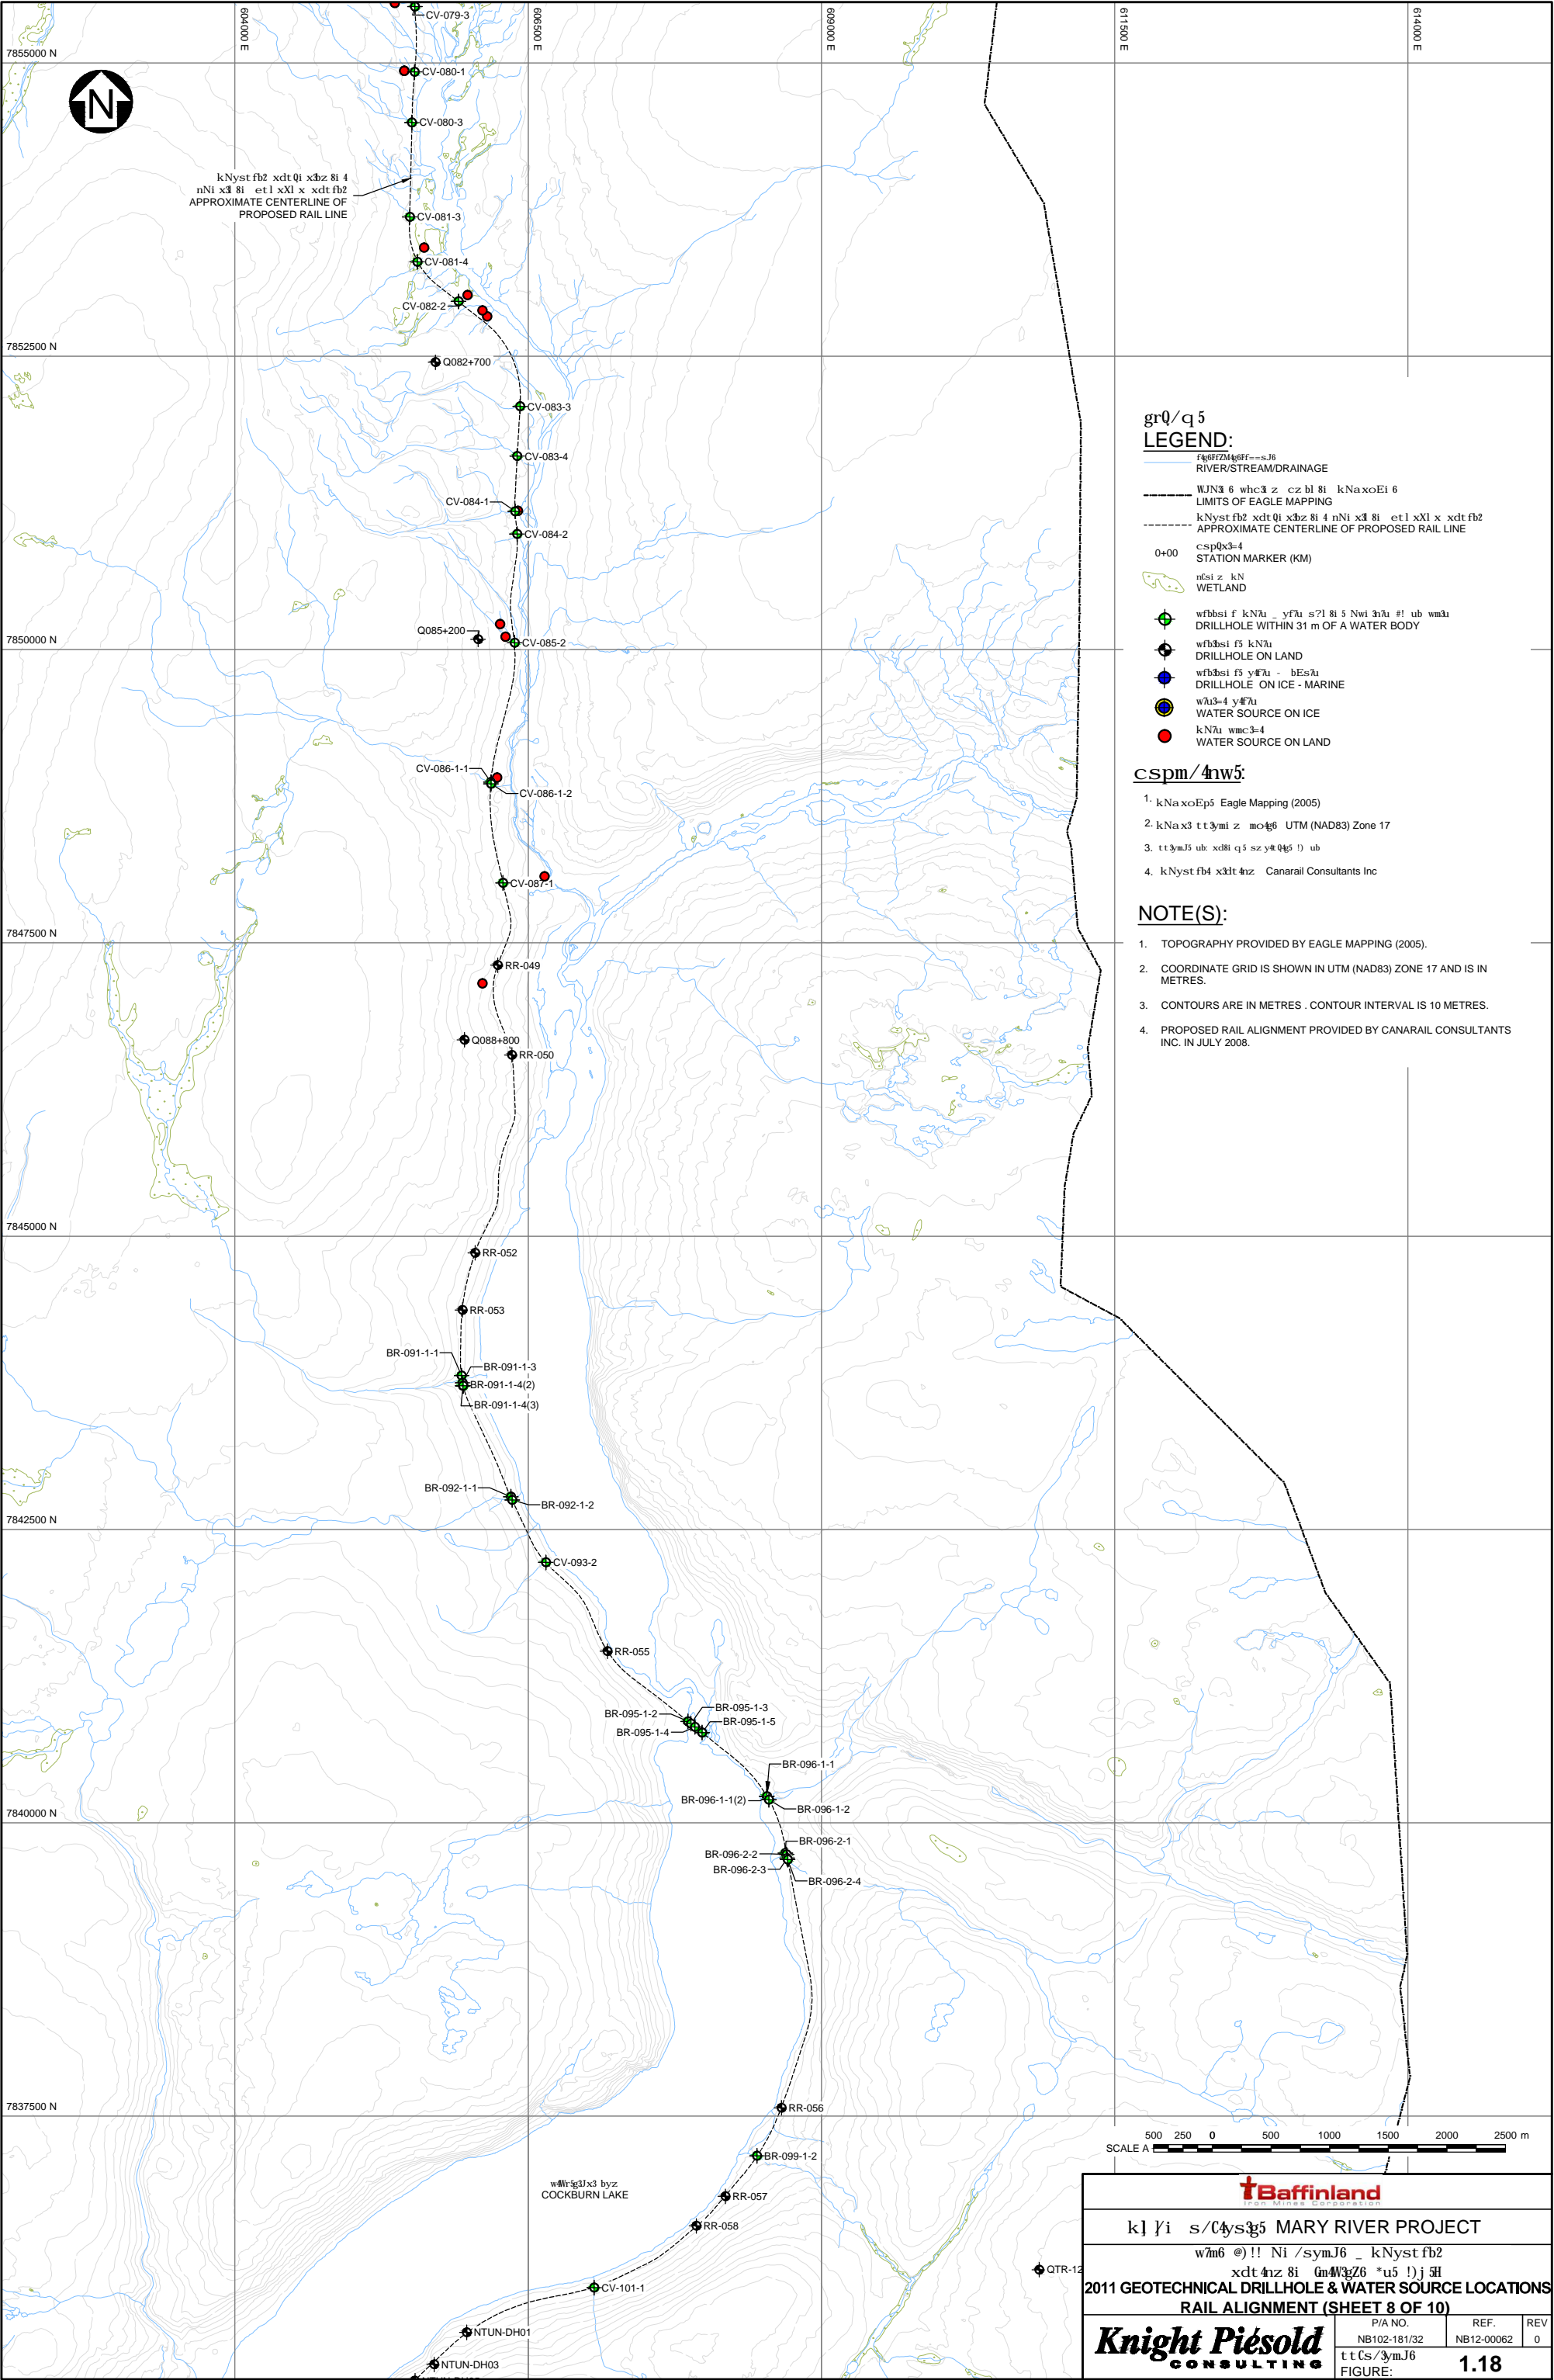 604000 E
606500 E
609000 E
611500 E
614000 E
7855000 N
7852500 N
7850000 N
7847500 N
7845000 N
7842500 N
7840000 N
7837500 N
N
APPROXIMATE CENTERLINE OF
PROPOSED RAIL LINE
CV-079-3
CV-080-1
CV-080-3
CV-081-3
CV-081-4
CV-082-2
Q082+700
CV-083-3
CV-083-4
CV-084-1
CV-084-2
Q085+200
CV-085-2
CV-086-1-1
CV-086-1-2
CV-087-1
RR-049
Q088+800
RR-050
RR-052
RR-053
BR-091-1-1
BR-091-1-3
BR-091-1-4(2)
BR-091-1-4(3)
BR-092-1-1
BR-092-1-2
CV-093-2
RR-055
BR-095-1-3
BR-095-1-2
BR-095-1-5
BR-095-1-4
BR-096-1-1
BR-096-1-1(2)
BR-096-1-2
BR-096-2-1
BR-096-2-2
BR-096-2-3
BR-096-2-4
RR-056
BR-099-1-2
RR-057
RR-058
COCKBURN LAKE
CV-101-1
QTR-12
NTUN-DH01
NTUN-DH03
LEGEND:
RIVER/STREAM/DRAINAGE
LIMITS OF EAGLE MAPPING
APPROXIMATE CENTERLINE OF PROPOSED RAIL LINE
0+00
STATION MARKER (KM)
WETLAND
DRILLHOLE WITHIN 31 m OF A WATER BODY
DRILLHOLE ON LAND
DRILLHOLE ON ICE - MARINE
WATER SOURCE ON ICE
WATER SOURCE ON LAND
1. kNaxoEp5 Eagle Mapping (2005)
2. UTM (NAD83) Zone 17
3.
4. Canarail Consultants Inc
NOTE(S):
1. TOPOGRAPHY PROVIDED BY EAGLE MAPPING (2005).
2. COORDINATE GRID IS SHOWN IN UTM (NAD83) ZONE 17 AND IS IN
METRES.
3. CONTOURS ARE IN METRES . CONTOUR INTERVAL IS 10 METRES.
4. PROPOSED RAIL ALIGNMENT PROVIDED BY CANARAIL CONSULTANTS
INC. IN JULY 2008.
500 250 0 500 1000 1500 2000 2500 m
SCALE A
Baffinland
Iron Mines Corporation
MARY RIVER PROJECT
2011 GEOTECHNICAL DRILLHOLE & WATER SOURCE LOCATIONS
RAIL ALIGNMENT (SHEET 8 OF 10)
Knight Piésold
CONSULTING
P/A NO.
NB102-181/32
REF.
NB12-00062
REV
0
FIGURE:
1.18